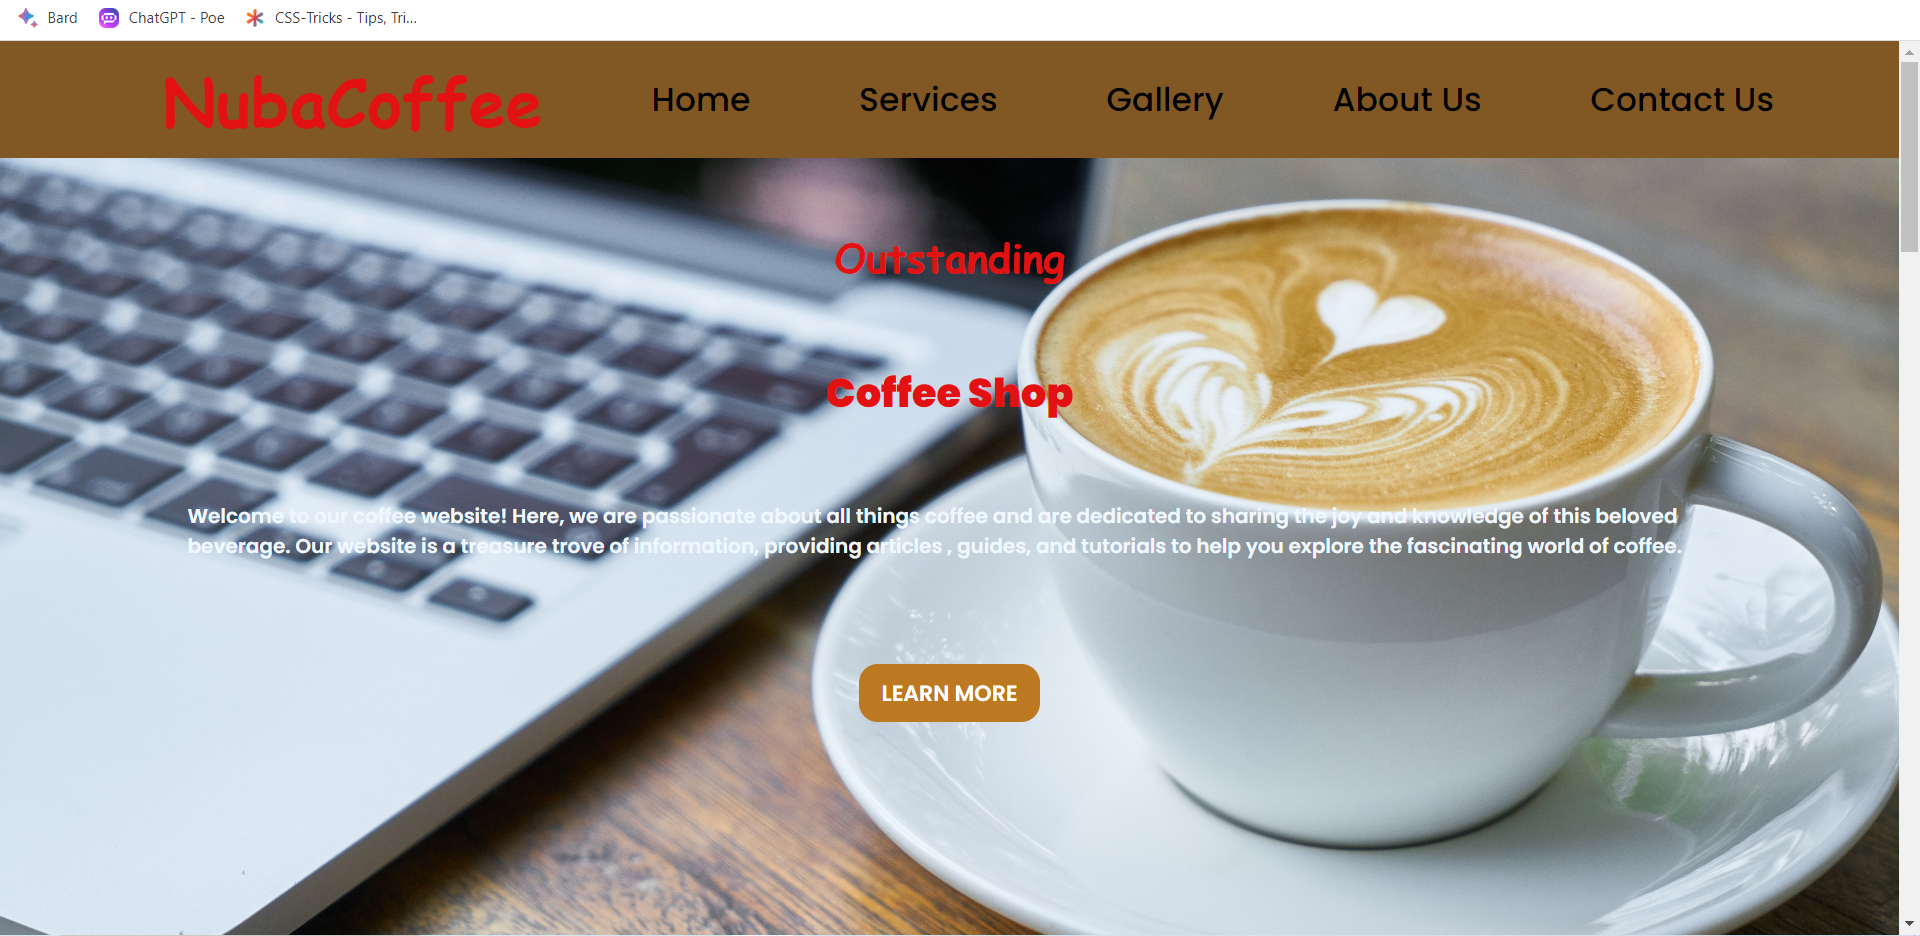 Bard ChatGPT - Poe CSS-Tricks - Tips, Tri...
NubaCoffee Home Services Gallery About Us Contact Us
Outstanding
Coffee Shop
Welcome to our coffee website! Here, we are passionate about all things coffee and are dedicated to sharing the joy and knowledge of this beloved
beverage. Our website is a treasure trove of information, providing articles , guides, and tutorials to help you explore the fascinating world of coffee.
LEARN MORE